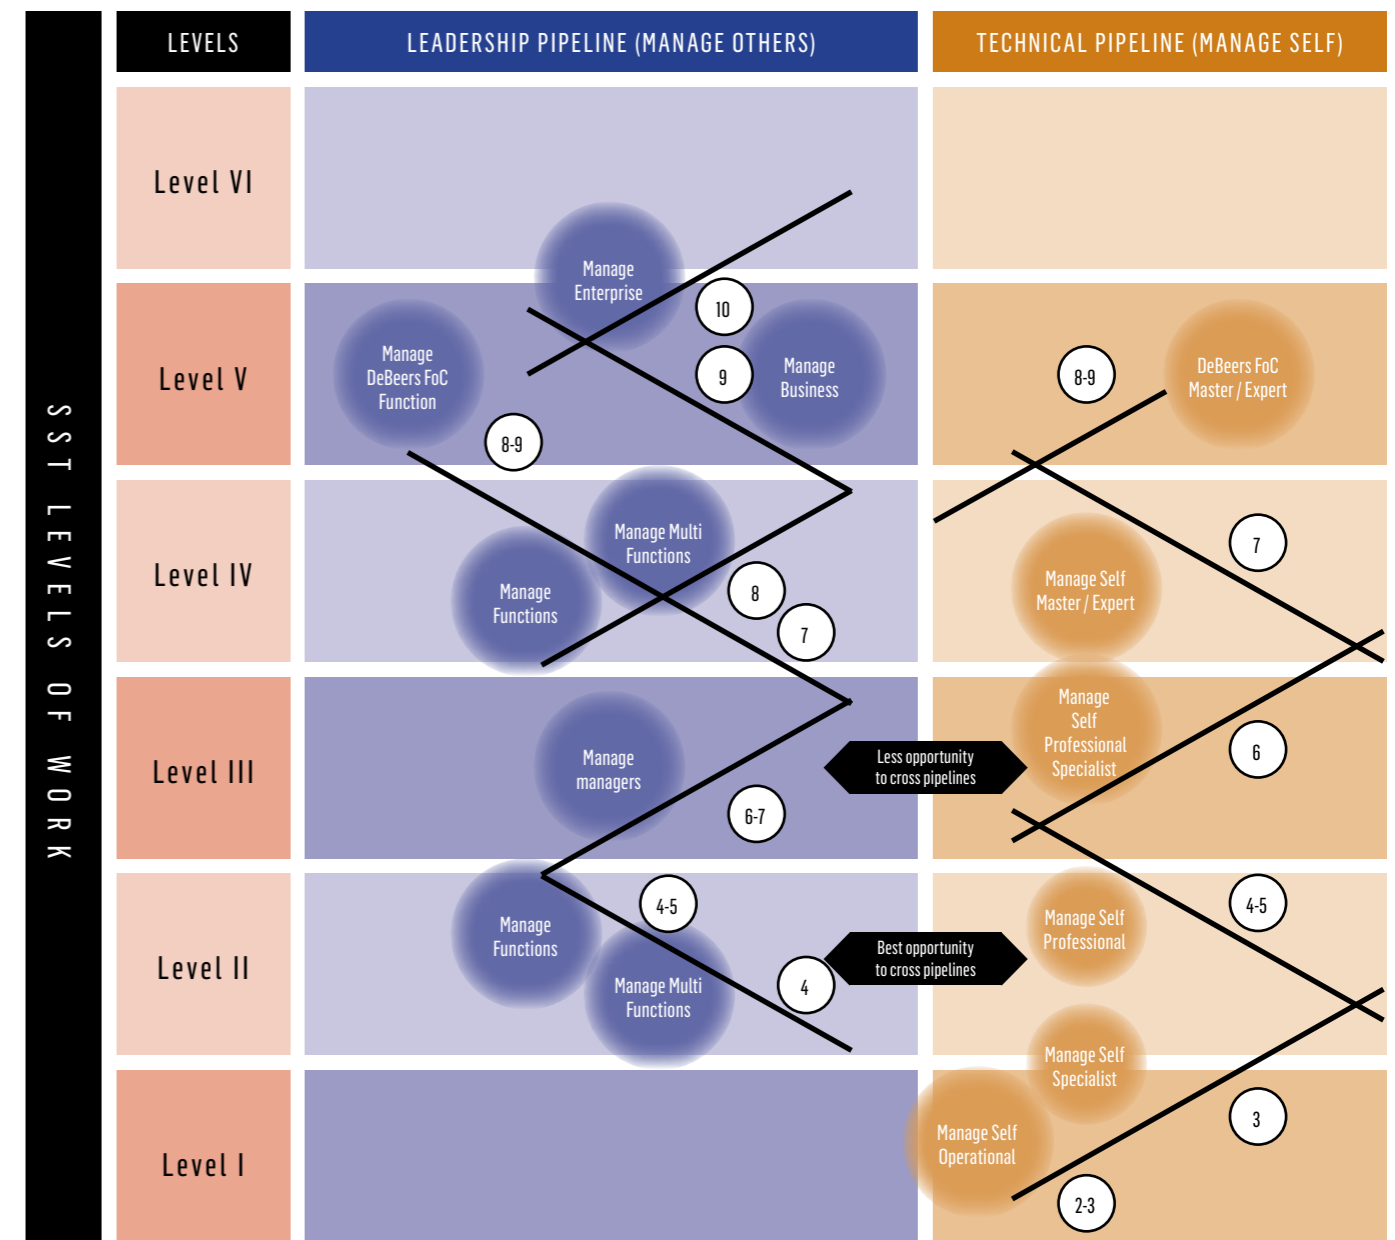 LEVELS
LEADERSHIP PIPELINE (MANAGE OTHERS)
TECHNICAL PIPELINE (MANAGE SELF)
SST LEVELS OF WORK
Level VI
Manage
Enterprise
10
Level V
Manage
DeBeers FoC
Function
8-9
9
Manage
Business
8-9
DeBeers FoC
Master / Expert
Level IV
Manage
Functions
Manage Multi
Functions
8
7
Manage Self
Master / Expert
7
Level III
Manage
managers
6-7
Less opportunity
to cross pipelines
Manage
Self
Professional
Specialist
6
Level II
Manage
Functions
4-5
Manage Multi
Functions
4
Best opportunity
to cross pipelines
Manage Self
Professional
4-5
Level I
Manage Self
Specialist
Manage Self
Operational
3
2-3